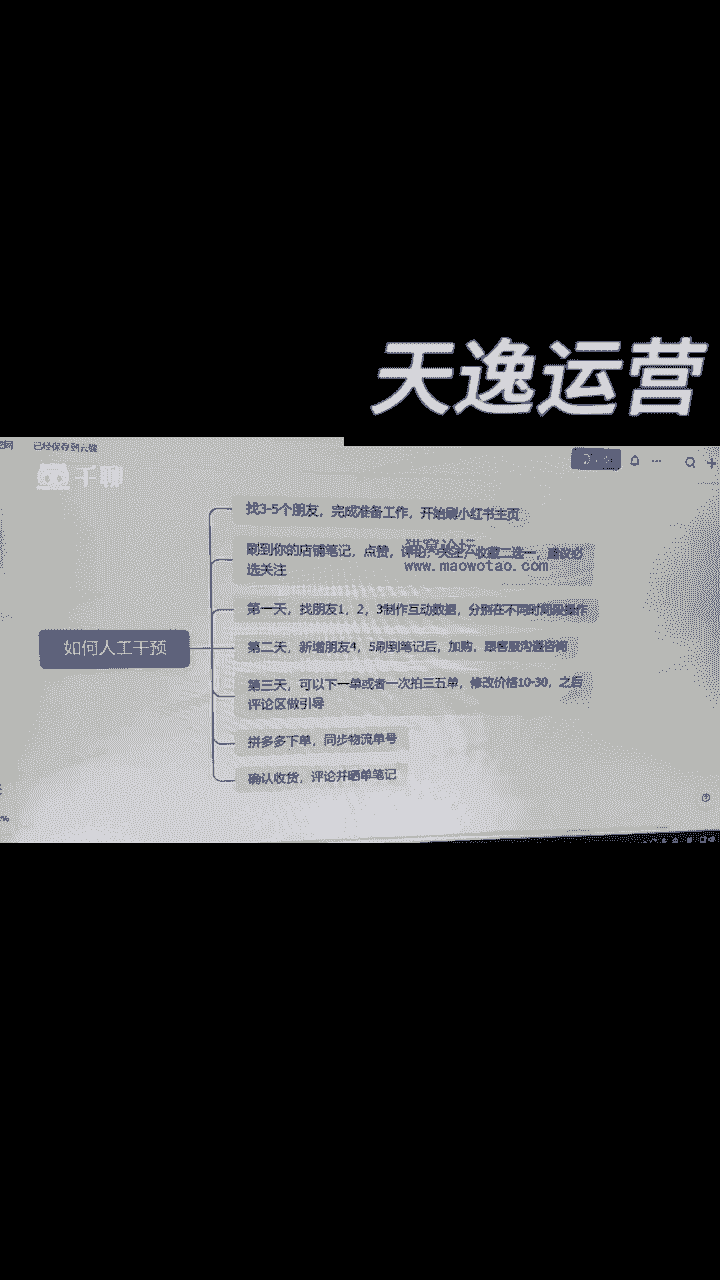 天逸运营
已经保存到云端
千聊
找3-5个朋友，完成准备工作，开始刷小红书主页
刷到你的店铺笔记，点赞，评论，关注，收藏二选一，建议必
选关注
猫窝论坛
www.maowotao.com
第一天，找朋友1，2，3制作互动数据，分别在不同时间段操作
如何人工干预
第二天，新增朋友4，5刷到笔记后，加购，跟客服沟通咨询
第三天，可以下一单或者一次拍三五单，修改价格10-30，之后
评论区做引导
拼多多下单，同步物流单号
确认收货，评论并晒单笔记